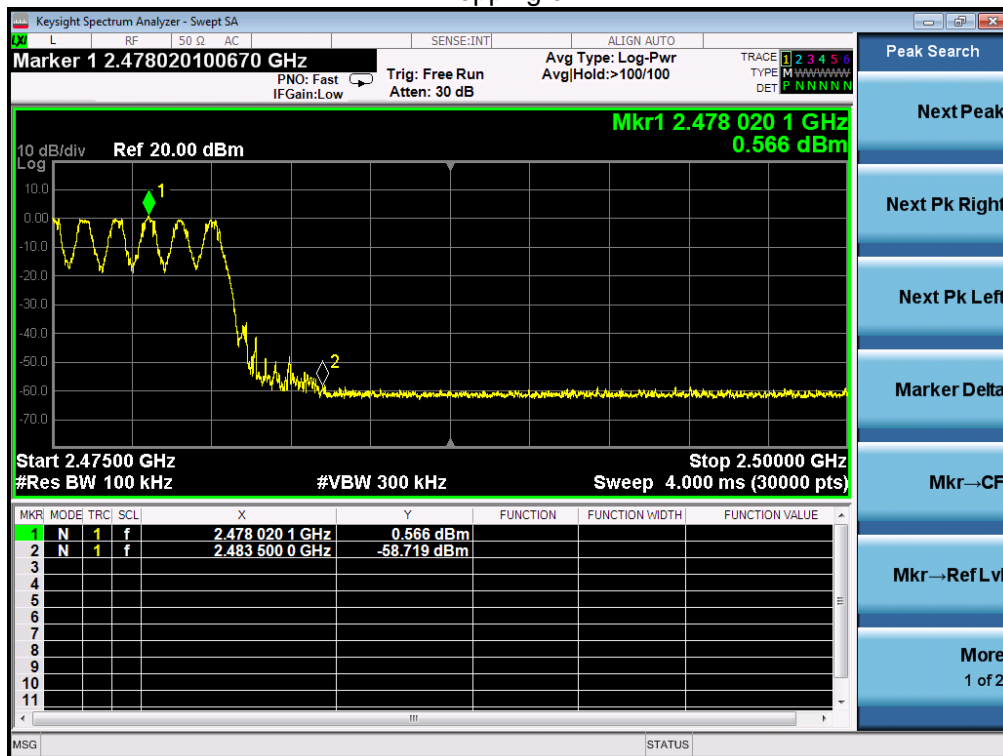 Keysight Spectrum Analyzer - Swept SA
LXI L RF 50 Ω AC SENSE:INT ALIGN AUTO
Marker 1 2.478020100670 GHz
PNO: Fast
IFGain:Low
Trig: Free Run
Atten: 30 dB
Avg Type: Log-Pwr
Avg|Hold:>100/100
TRACE 1 2 3 4 5 6
TYPE M WWWWW
DET P N N N N N
Mkr1 2.478 020 1 GHz
0.566 dBm
10 dB/div Ref 20.00 dBm
Log
10.0
0.00
-10.0
-20.0
-30.0
-40.0
-50.0
-60.0
-70.0
1
2
Start 2.47500 GHz Stop 2.50000 GHz
#Res BW 100 kHz #VBW 300 kHz Sweep 4.000 ms (30000 pts)
MKR MODE TRC SCL X Y FUNCTION FUNCTION WIDTH FUNCTION VALUE
1 N 1 f 2.478 020 1 GHz 0.566 dBm
2 N 1 f 2.483 500 0 GHz -58.719 dBm
3
4
5
6
7
8
9
10
11
MSG STATUS
Peak Search
Next Peak
Next Pk Right
Next Pk Left
Marker Delta
Mkr→CF
Mkr→Ref Lvl
More
1 of 2